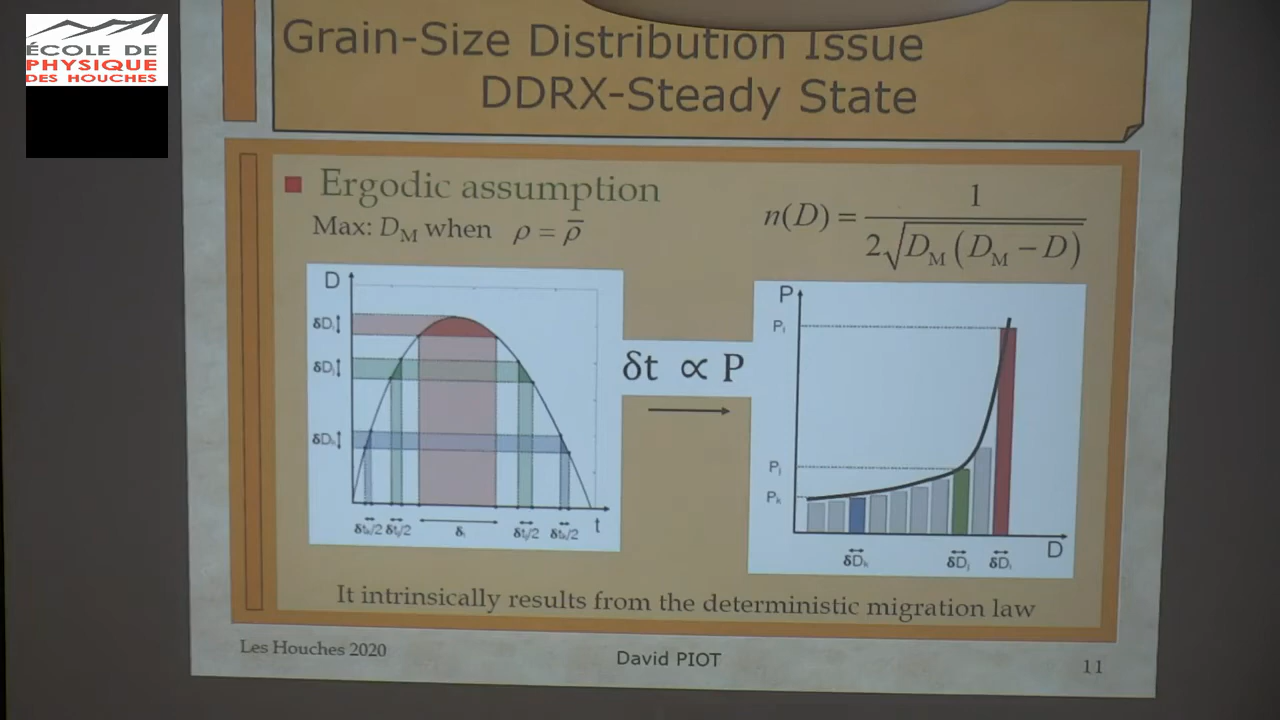 ÉCOLE DE
PHYSIQUE
DES HOUCHES
Grain-Size Distribution Issue
DDRX-Steady State
Ergodic assumption
Max: D_M when ρ = ρ̄
n(D) = 1 / 2√D_M (D_M − D)
D
δD_i
δD_j
δD_k
δt_k/2 δt_j/2 δ_i δt_j/2 δt_k/2 t
δt ∝ P
P
P_i
P_j
P_k
D
δD_k δD_j δD_i
It intrinsically results from the deterministic migration law
Les Houches 2020
David PIOT
11